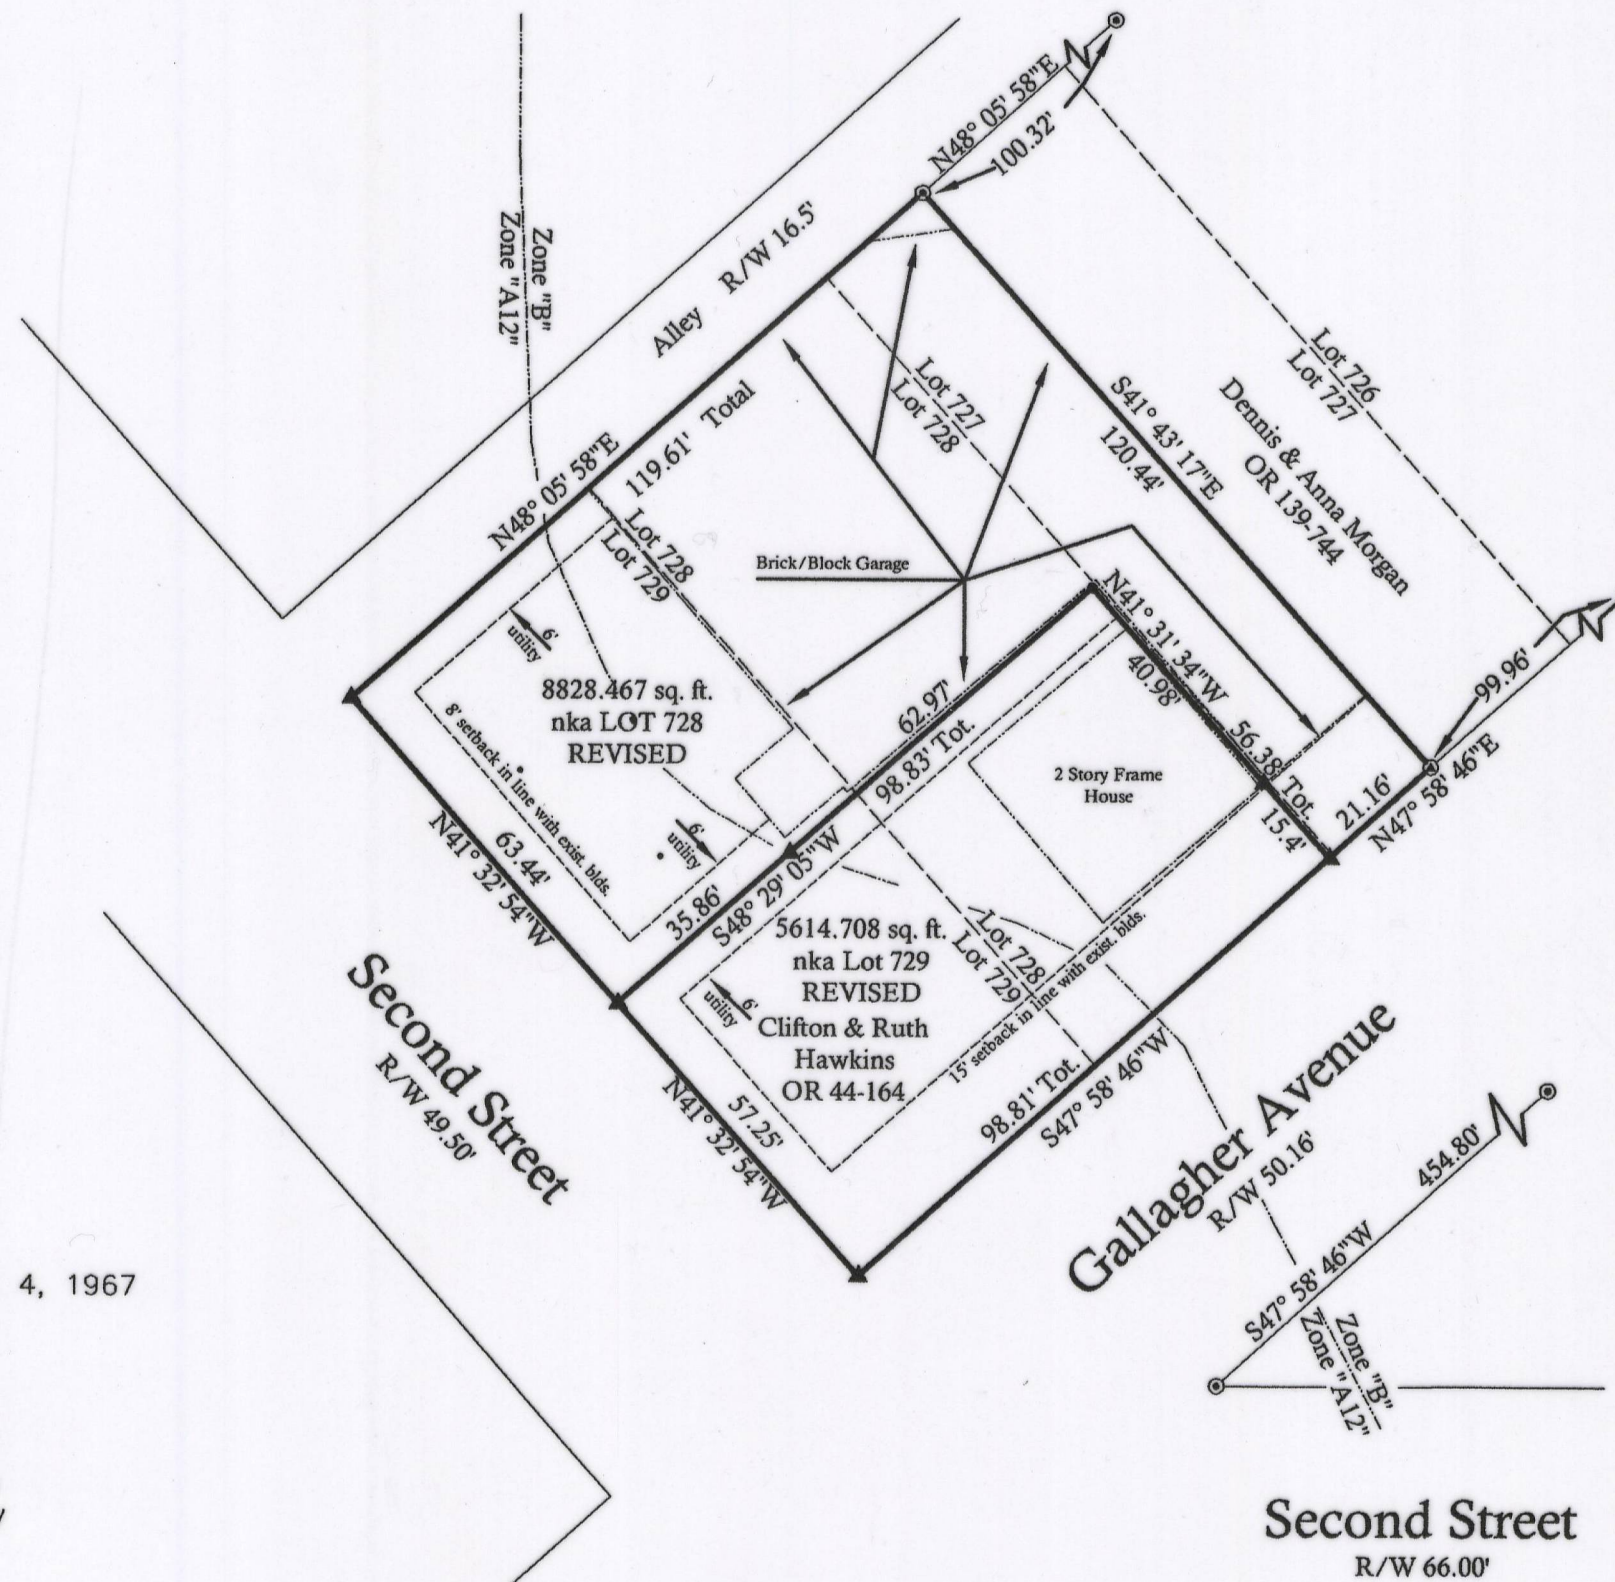 N48° 05' 58"E
100.32'
Zone "B"
Zone "A12"
Alley R/W 16.5'
N48° 05' 58"E
119.61' Total
Lot 727
Lot 728
Lot 726
Lot 727
S41° 43' 17"E
120.44'
Dennis & Anna Morgan
OR 139-744
Lot 728
Lot 729
Brick/Block Garage
6'
utility
8828.467 sq. ft.
nka LOT 728
REVISED
8' setback in line with exist. blds.
6'
utility
N41° 32' 54"W
63.44'
35.86'
62.97'
98.83' Tot.
S48° 29' 05"W
N41° 31' 34"W
40.98'
56.38' Tot.
15.4'
2 Story Frame
House
99.96'
21.16'
N47° 58' 46"E
5614.708 sq. ft.
nka Lot 729
REVISED
Clifton & Ruth
Hawkins
OR 44-164
6'
utility
Lot 728
Lot 729
15' setback in line with exist. blds.
98.81' Tot.
S47° 58' 46"W
57.25'
N41° 32' 54"W
Second Street
R/W 49.50'
Gallagher Avenue
R/W 50.16'
454.80'
S47° 58' 46"W
Zone "B"
Zone "A12"
4, 1967
Second Street
R/W 66.00'